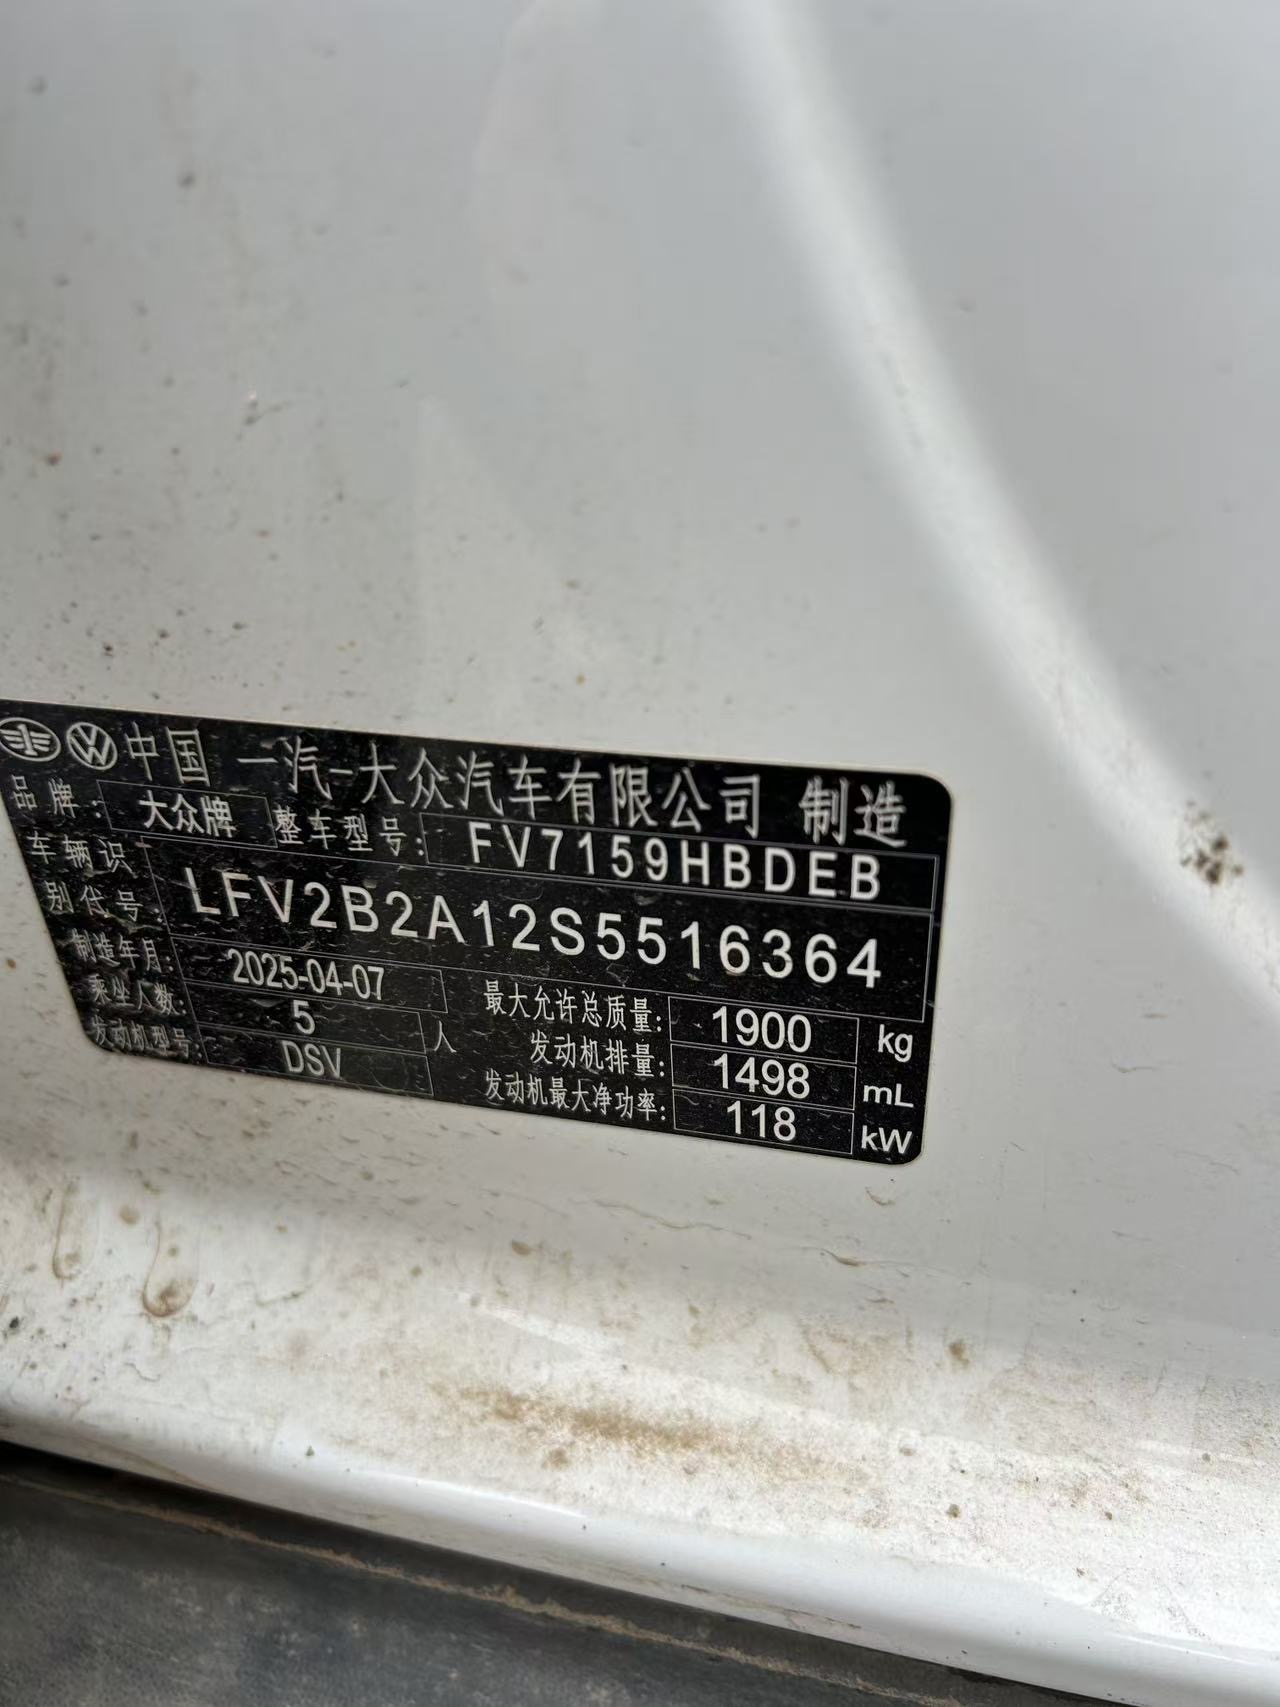 中国 一汽-大众汽车有限公司 制造
品牌: 大众牌 整车型号: FV7159HBDEB
车辆识别代号: LFV2B2A12S5516364
制造年月: 2025-04-07 最大允许总质量: 1900 kg
乘坐人数: 5 人 发动机排量: 1498 mL
发动机型号: DSV 发动机最大净功率: 118 kW